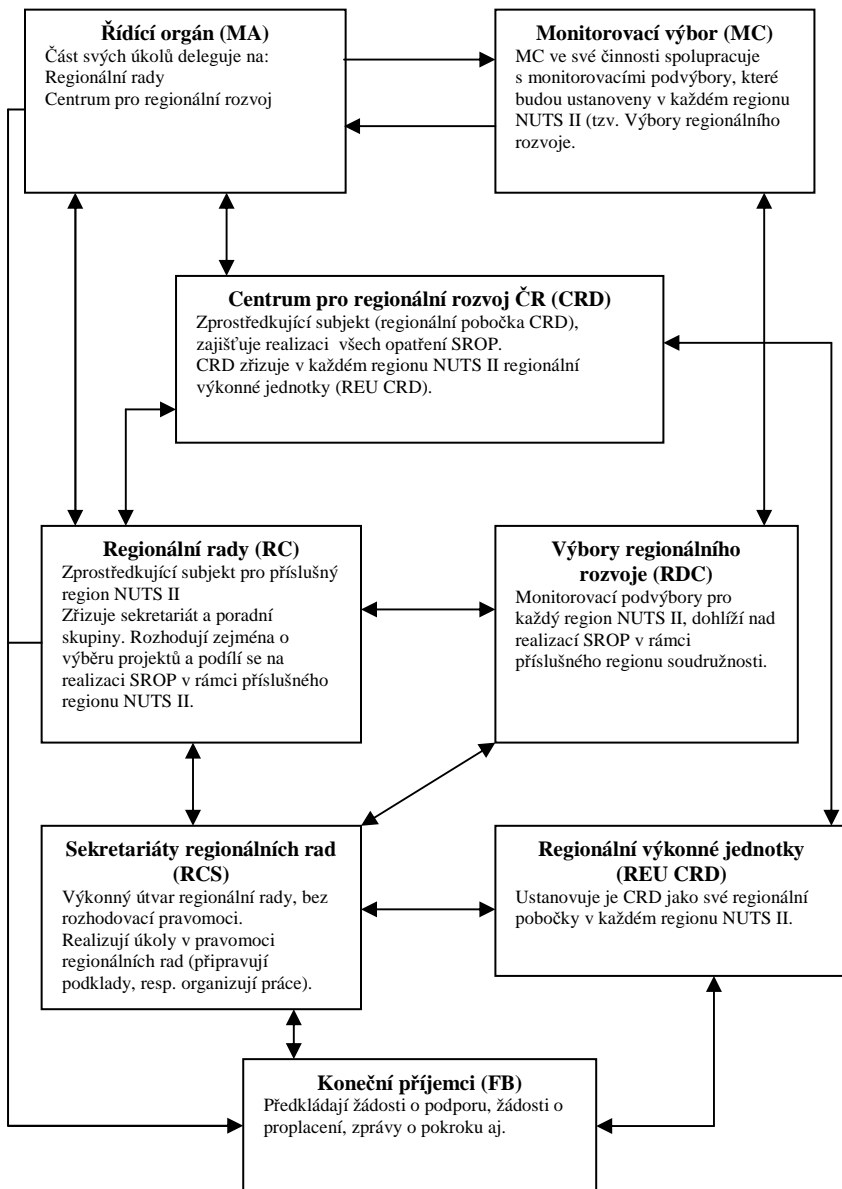 Řídící orgán (MA)
Část svých úkolů deleguje na:
Regionální rady
Centrum pro regionální rozvoj
Monitorovací výbor (MC)
MC ve své činnosti spolupracuje
s monitorovacími podvýbory, které
budou ustanoveny v každém regionu
NUTS II (tzv. Výbory regionálního
rozvoje.
Centrum pro regionální rozvoj ČR (CRD)
Zprostředkující subjekt (regionální pobočka CRD),
zajišťuje realizaci všech opatření SROP.
CRD zřizuje v každém regionu NUTS II regionální
výkonné jednotky (REU CRD).
Regionální rady (RC)
Zprostředkující subjekt pro příslušný
region NUTS II
Zřizuje sekretariát a poradní
skupiny. Rozhodují zejména o
výběru projektů a podílí se na
realizaci SROP v rámci příslušného
regionu NUTS II.
Výbory regionálního
rozvoje (RDC)
Monitorovací podvýbory pro
každý region NUTS II, dohlíží nad
realizací SROP v rámci
příslušného regionu soudružnosti.
Sekretariáty regionálních rad
(RCS)
Výkonný útvar regionální rady, bez
rozhodovací pravomoci.
Realizují úkoly v pravomoci
regionálních rad (připravují
podklady, resp. organizují práce).
Regionální výkonné jednotky
(REU CRD)
Ustanovuje je CRD jako své regionální
pobočky v každém regionu NUTS II.
Koneční příjemci (FB)
Předkládají žádosti o podporu, žádosti o
proplacení, zprávy o pokroku aj.